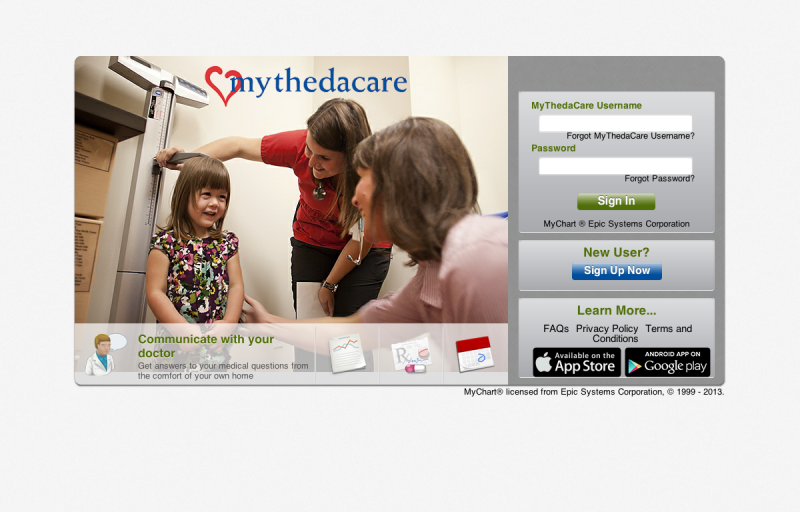 mythedacare
MyThedaCare Username
Forgot MyThedaCare Username?
Password
Forgot Password?
Sign In
MyChart ® Epic Systems Corporation
New User?
Sign Up Now
Learn More...
FAQs Privacy Policy Terms and
Conditions
Available on the
App Store
ANDROID APP ON
Google play
Communicate with your
doctor
Get answers to your medical questions from
the comfort of your own home
Rx
MyChart® licensed from Epic Systems Corporation, © 1999 - 2013.